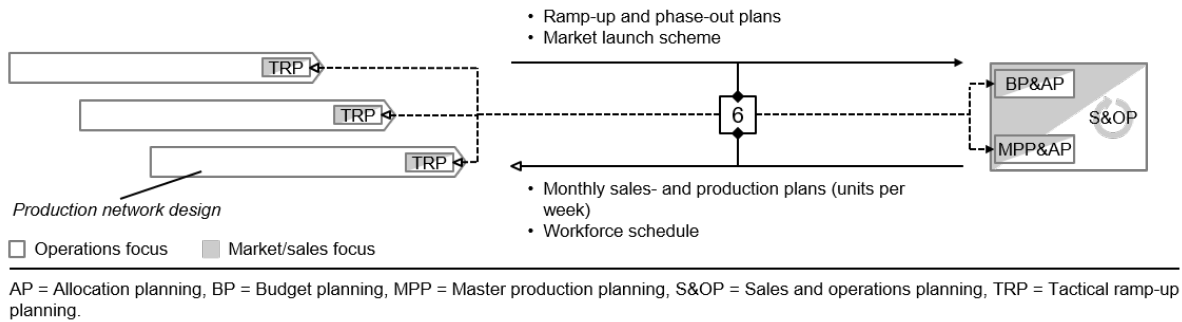 • Ramp-up and phase-out plans
• Market launch scheme
TRP
TRP
TRP
6
BP&AP
S&OP
MPP&AP
• Monthly sales- and production plans (units per
week)
• Workforce schedule
Production network design
Operations focus
Market/sales focus
AP = Allocation planning, BP = Budget planning, MPP = Master production planning, S&OP = Sales and operations planning, TRP = Tactical ramp-up
planning.